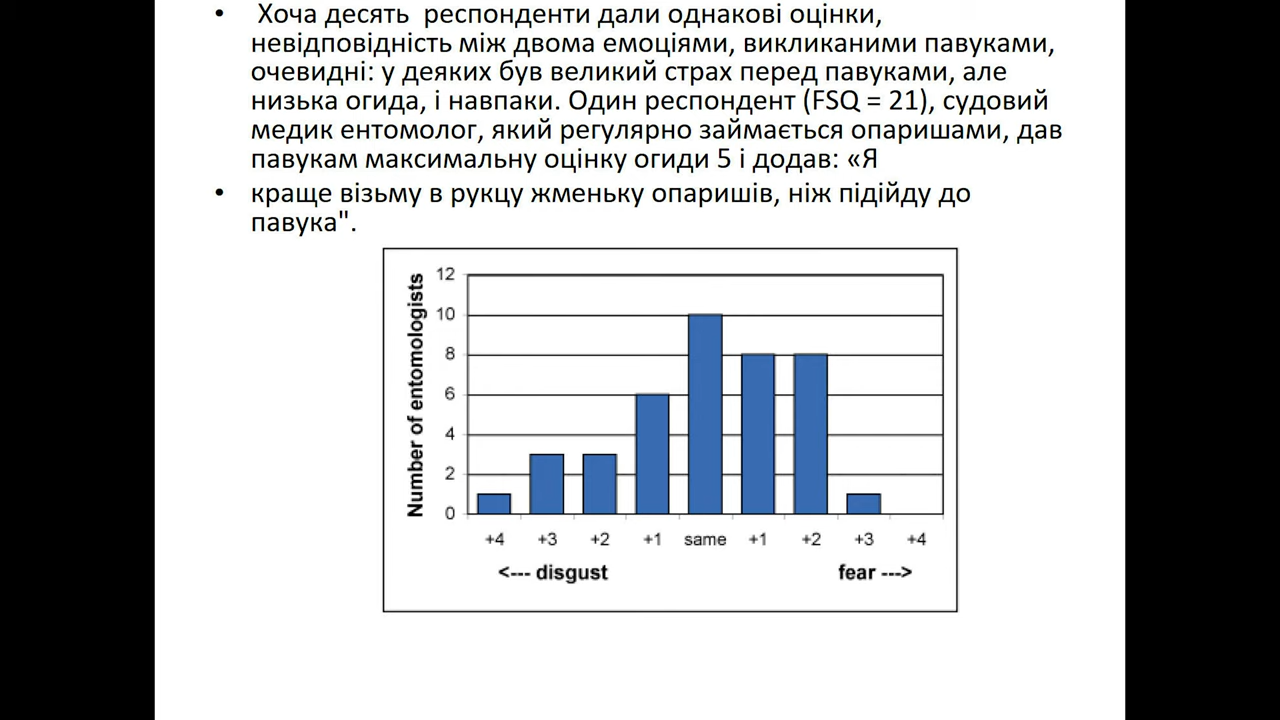 • Хоча десять  респонденти дали однакові оцінки,
невідповідність між двома емоціями, викликаними павуками,
очевидні: у деяких був великий страх перед павуками, але
низька огида, і навпаки. Один респондент (FSQ = 21), судовий
медик ентомолог, який регулярно займається опаришами, дав
павукам максимальну оцінку огиди 5 і додав: «Я
• краще візьму в рукцу жменьку опаришів, ніж підійду до
павука".
Number of entomologists
12
10
8
6
4
2
0
+4 +3 +2 +1 same +1 +2 +3 +4
<--- disgust fear --->